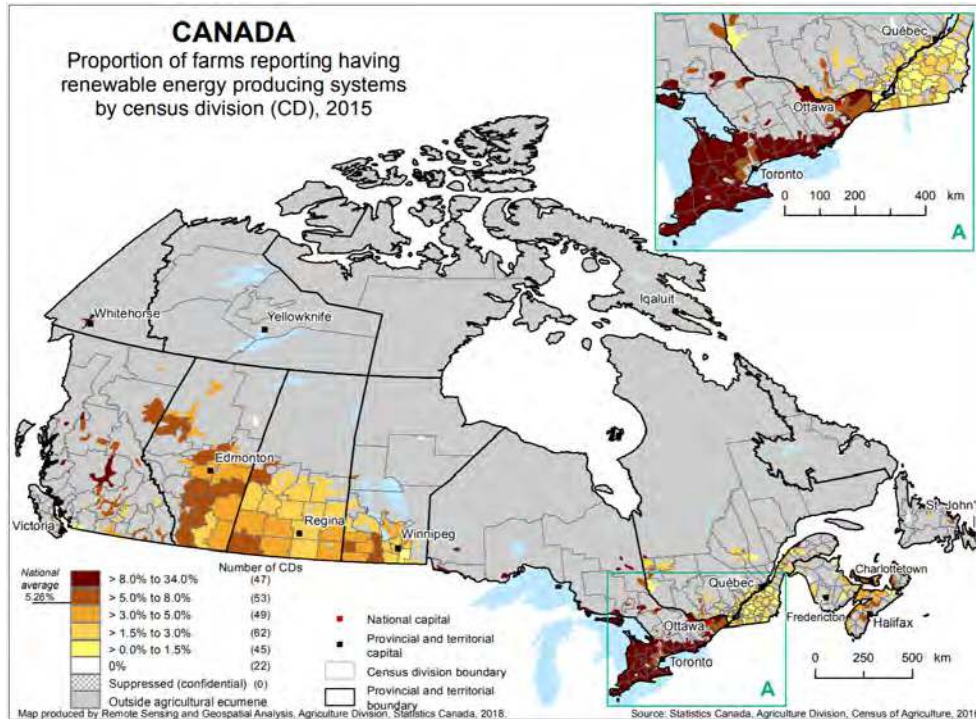 CANADA
Proportion of farms reporting having
renewable energy producing systems
by census division (CD), 2015
Québec
Ottawa
Toronto
0 100 200 400
km
A
Whitehorse
Yellowknife
Iqaluit
Edmonton
Regina
Winnipeg
Victoria
St. John'
Charlottetown
Québec
Fredericton
Halifax
Ottawa
Toronto
A
0 250 500
km
Number of CDs
National
average
5.26%
> 8.0% to 34.0% (47)
> 5.0% to 8.0% (53)
> 3.0% to 5.0% (49)
> 1.5% to 3.0% (62)
> 0.0% to 1.5% (45)
0% (22)
Suppressed (confidential) (0)
Outside agricultural ecumene
National capital
Provincial and territorial
capital
Census division boundary
Provincial and territorial
boundary
Map produced by Remote Sensing and Geospatial Analysis, Agriculture Division, Statistics Canada, 2018.
Source: Statistics Canada, Agriculture Division, Census of Agriculture, 201